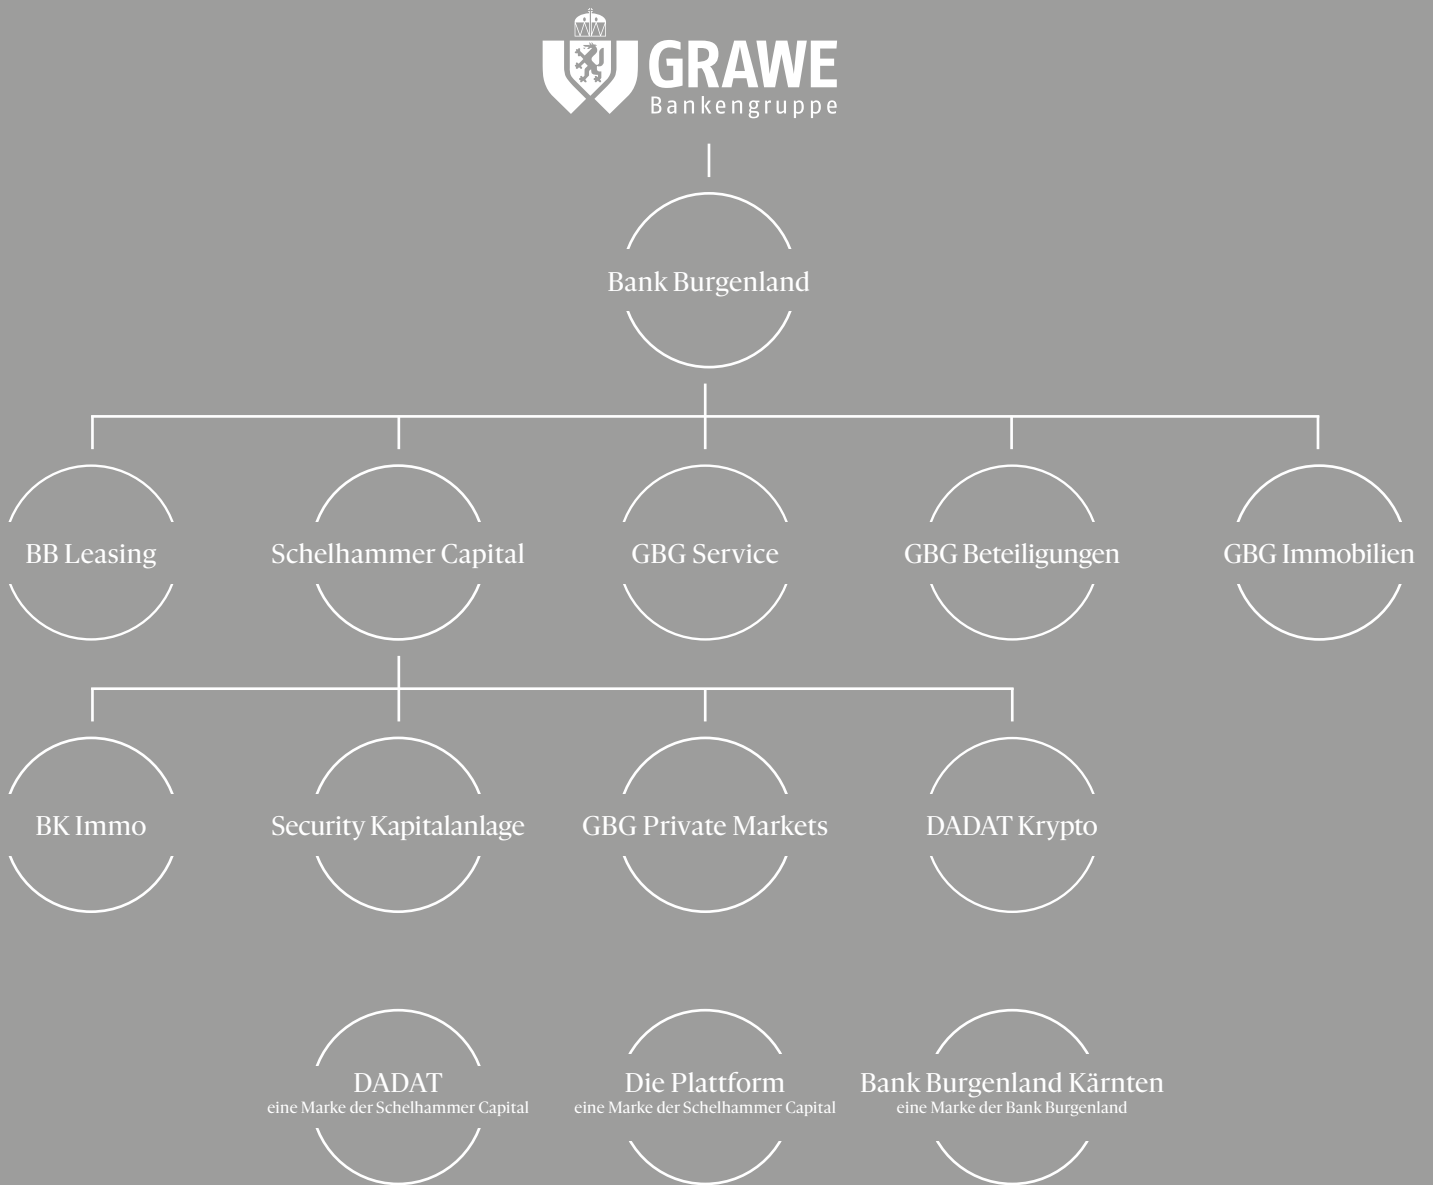 GRAWE
Bankengruppe
Bank Burgenland
BB Leasing
Schelhammer Capital
GBG Service
GBG Beteiligungen
GBG Immobilien
BK Immo
Security Kapitalanlage
GBG Private Markets
DADAT Krypto
DADAT
eine Marke der Schelhammer Capital
Die Plattform
eine Marke der Schelhammer Capital
Bank Burgenland Kärnten
eine Marke der Bank Burgenland